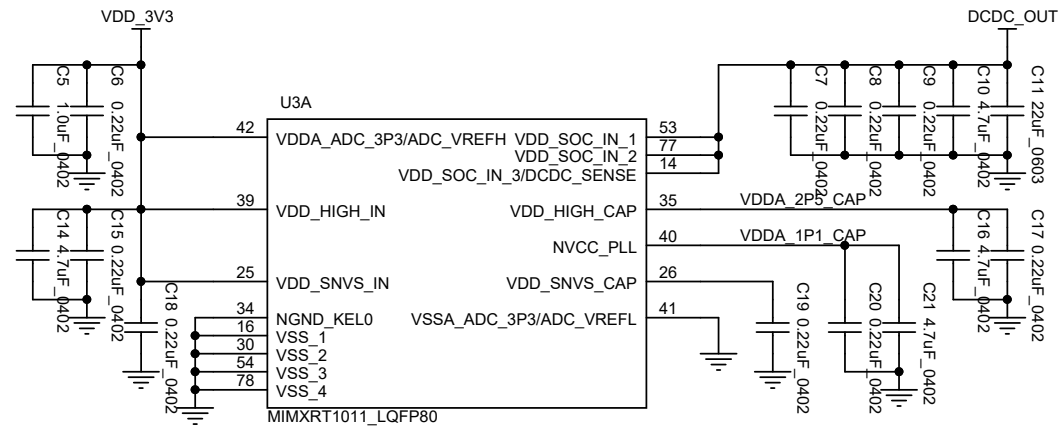 VDD_3V3
DCDC_OUT
C5 1.0uF_0402
C6 0.22uF_0402
C7 0.22uF_0402
C8 0.22uF_0402
C9 0.22uF_0402
C10 4.7uF_0402
C11 22uF_0603
U3A
42
VDDA_ADC_3P3/ADC_VREFH
VDD_SOC_IN_1
53
VDD_SOC_IN_2
77
VDD_SOC_IN_3/DCDC_SENSE
14
39
VDD_HIGH_IN
VDD_HIGH_CAP
35
VDDA_2P5_CAP
NVCC_PLL
40
VDDA_1P1_CAP
C14 4.7uF_0402
C15 0.22uF_0402
C16 4.7uF_0402
C17 0.22uF_0402
25
VDD_SNVS_IN
VDD_SNVS_CAP
26
C18 0.22uF_0402
C19 0.22uF_0402
C20 0.22uF_0402
C21 4.7uF_0402
34
NGND_KEL0
VSSA_ADC_3P3/ADC_VREFL
41
16
VSS_1
30
VSS_2
54
VSS_3
78
VSS_4
MIMXRT1011_LQFP80